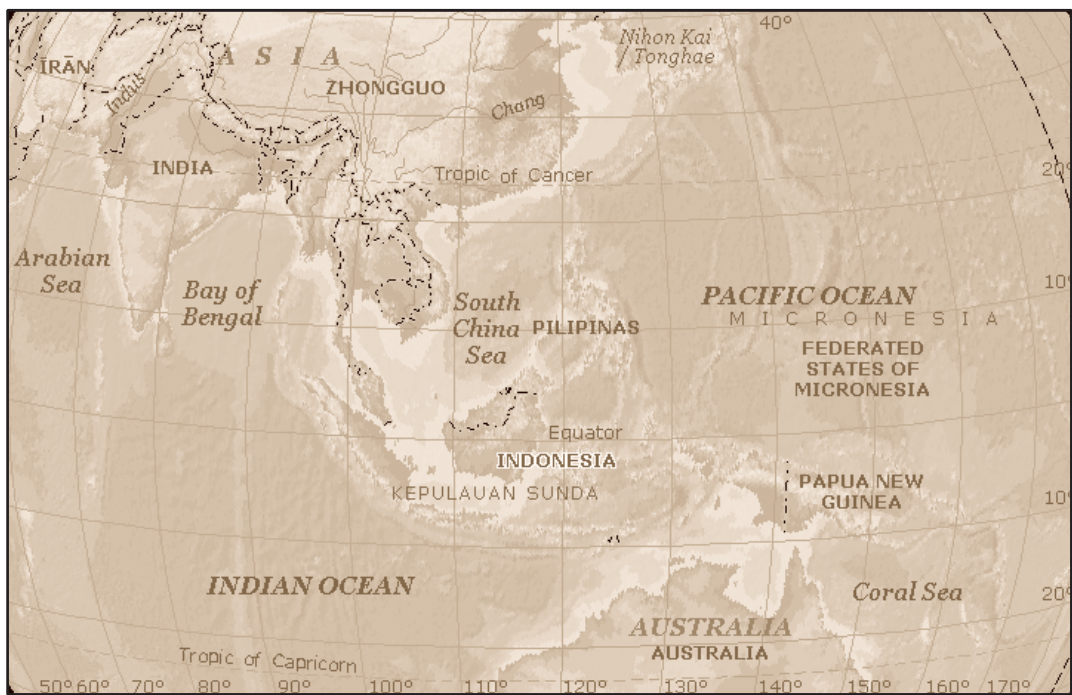 40°
Nihon Kai
/ Tonghae
ASIA
ĪRĀN
Indus
ZHONGGUO
Chang
INDIA
Tropic of Cancer
20°
Arabian
Sea
Bay of
Bengal
South
China
Sea
PILIPINAS
PACIFIC OCEAN
10°
MICRONESIA
FEDERATED
STATES OF
MICRONESIA
Equator
INDONESIA
KEPULAUAN SUNDA
PAPUA NEW
GUINEA
10°
INDIAN OCEAN
Coral Sea
20°
AUSTRALIA
AUSTRALIA
Tropic of Capricorn
50° 60° 70° 80° 90° 100° 110° 120° 130° 140° 150° 160° 170°